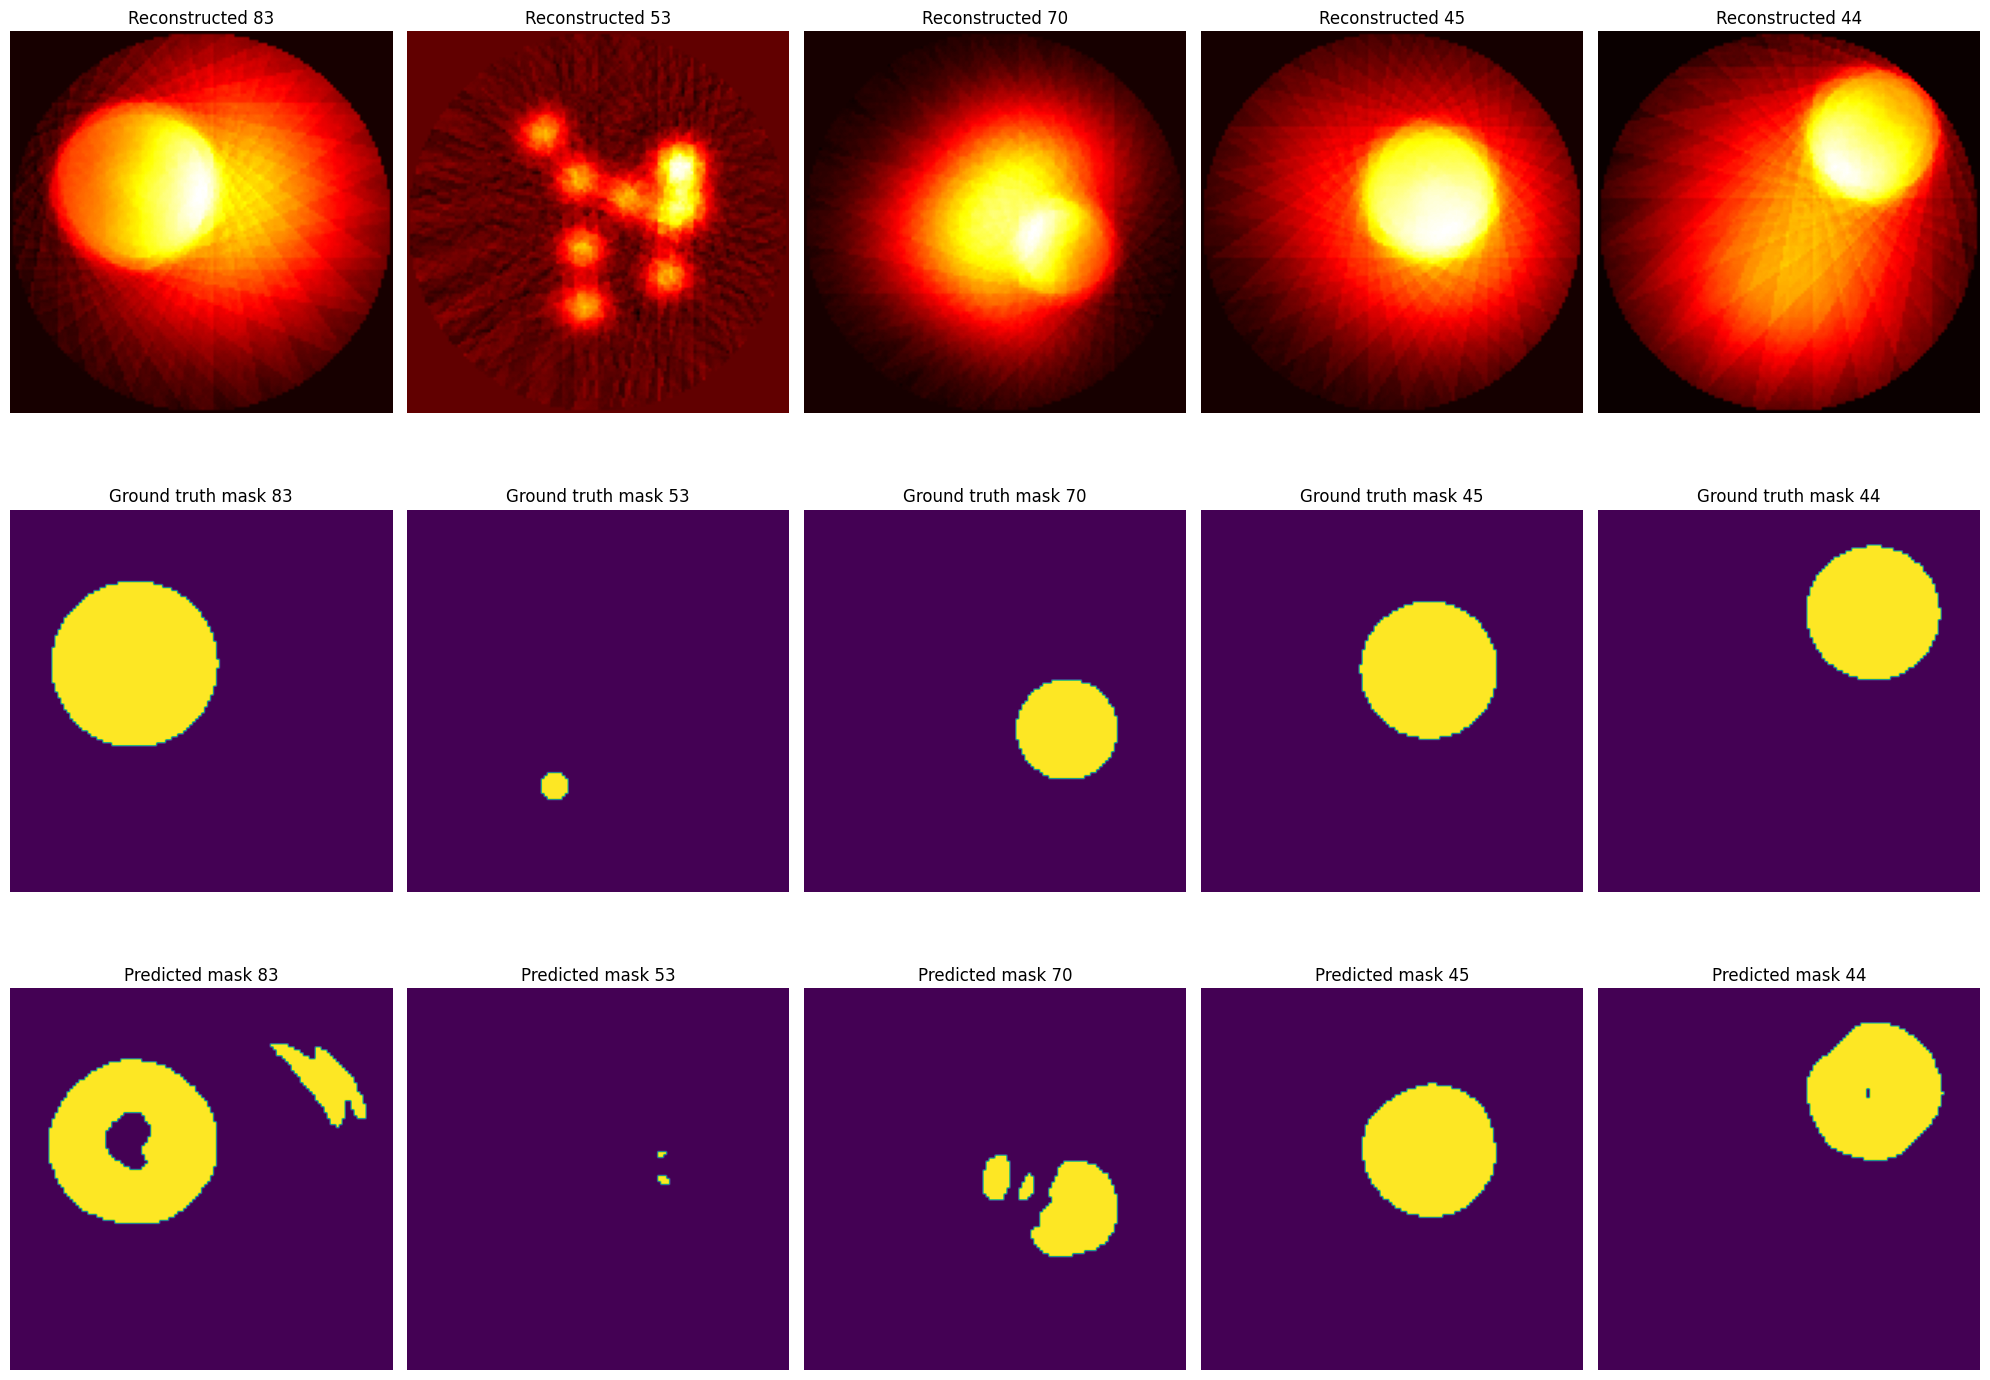 Reconstructed 83
Reconstructed 53
Reconstructed 70
Reconstructed 45
Reconstructed 44
Ground truth mask 83
Ground truth mask 53
Ground truth mask 70
Ground truth mask 45
Ground truth mask 44
Predicted mask 83
Predicted mask 53
Predicted mask 70
Predicted mask 45
Predicted mask 44